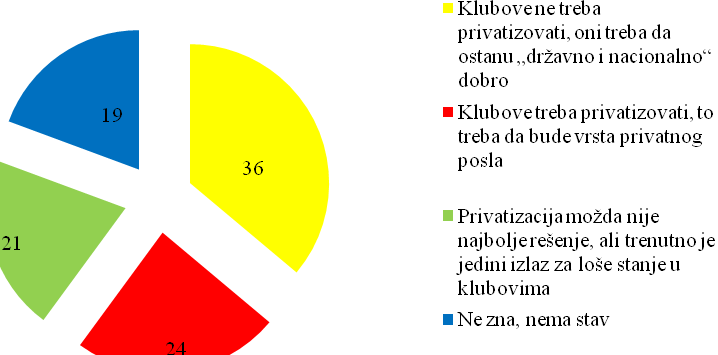 19
36
21
24
Klubove ne treba
privatizovati, oni treba da
ostanu „državno i nacionalno“
dobro
Klubove treba privatizovati, to
treba da bude vrsta privatnog
posla
Privatizacija možda nije
najbolje rešenje, ali trenutno je
jedini izlaz za loše stanje u
klubovima
Ne zna, nema stav